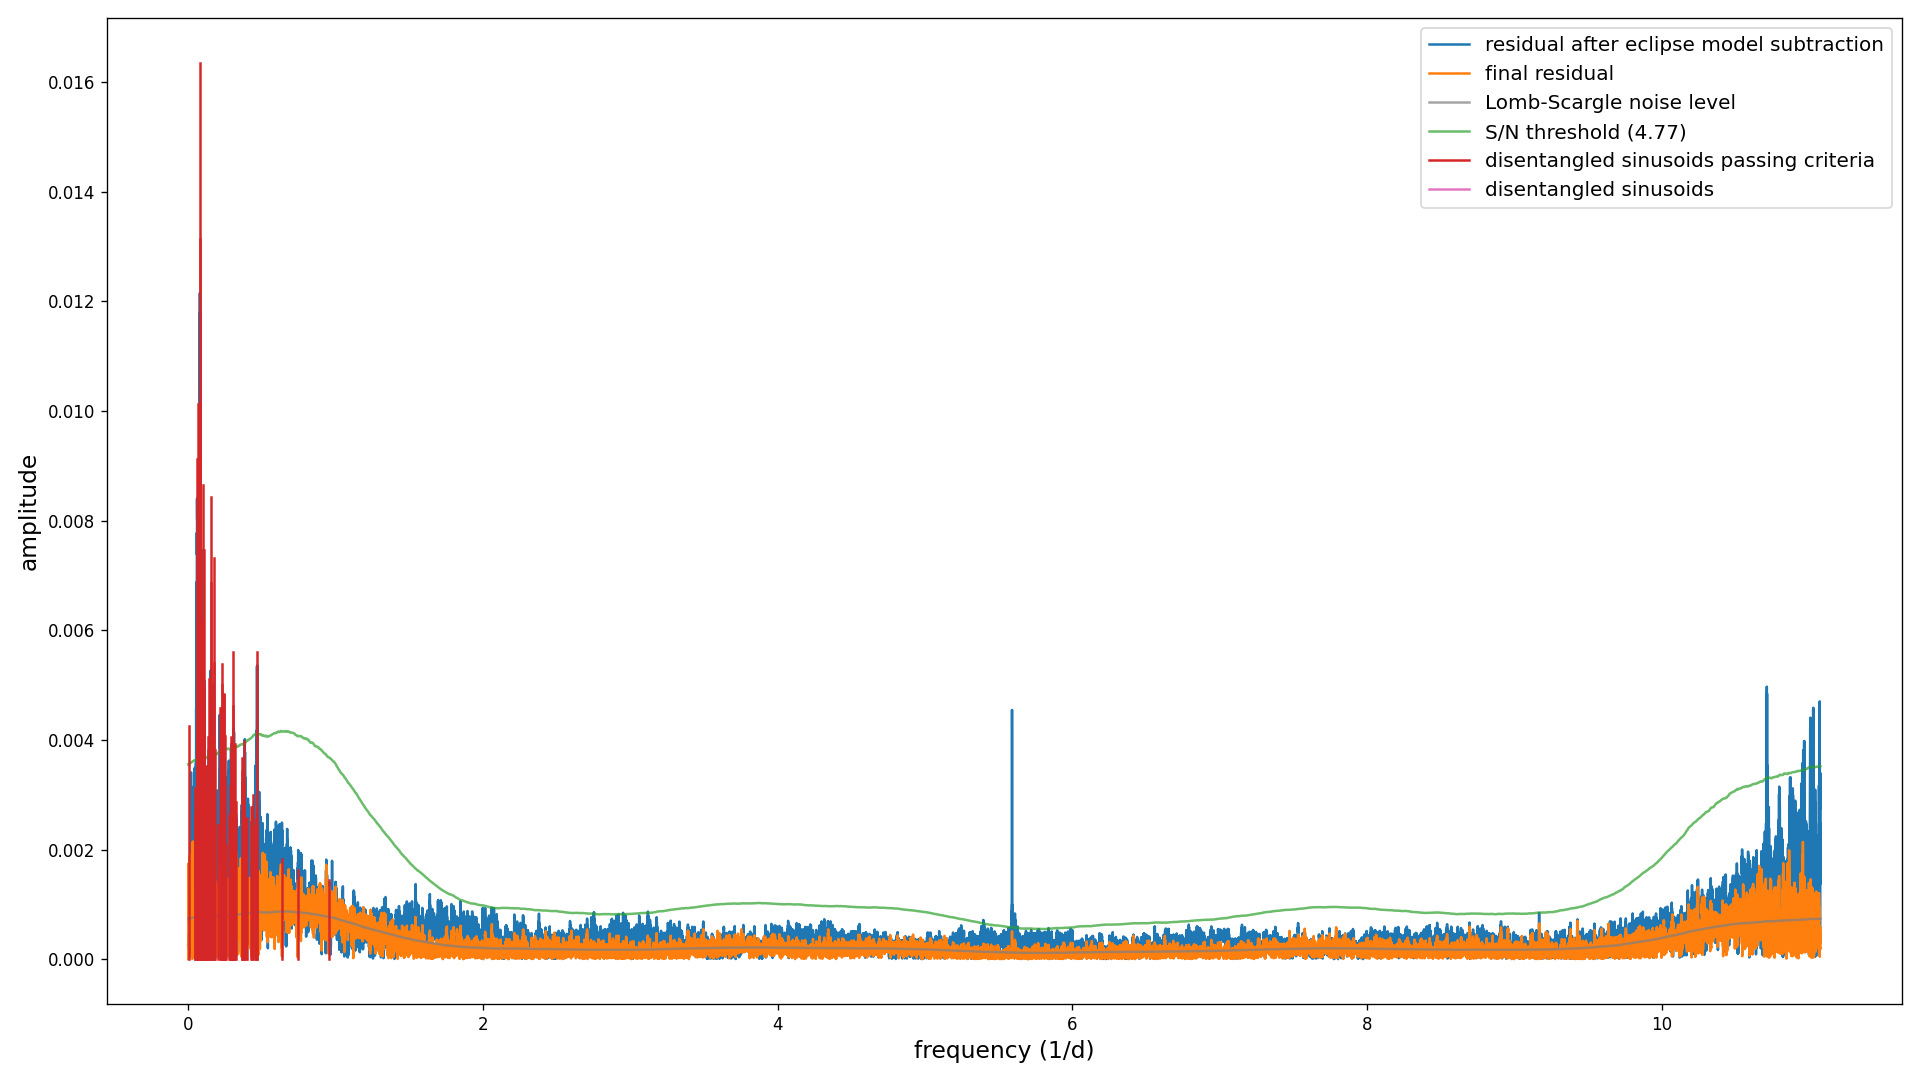 residual after eclipse model subtraction
final residual
Lomb-Scargle noise level
S/N threshold (4.77)
disentangled sinusoids passing criteria
disentangled sinusoids
0.016
0.014
0.012
0.010
0.008
0.006
0.004
0.002
0.000
amplitude
0 2 4 6 8 10
frequency (1/d)